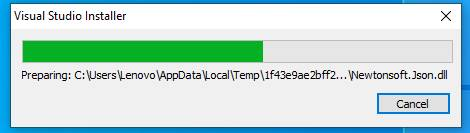 Visual Studio Installer
Preparing: C:\Users\Lenovo\AppData\Local\Temp\1f43e9ae2bff2...\Newtonsoft.Json.dll
Cancel